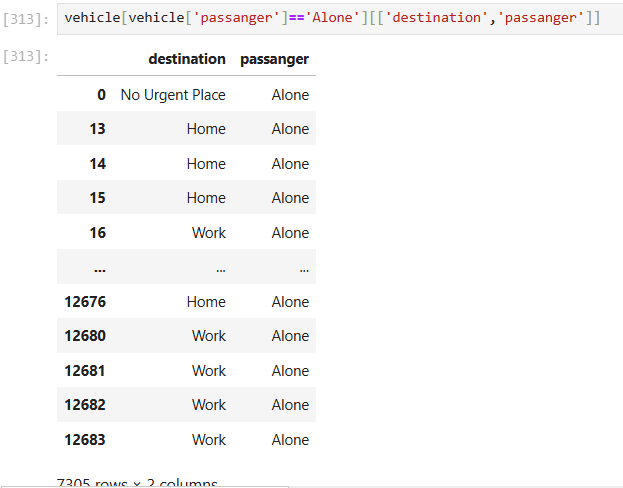 [313]: vehicle[vehicle['passanger']=='Alone'][['destination','passanger']]
[313]: destination passanger
0 No Urgent Place Alone
13 Home Alone
14 Home Alone
15 Home Alone
16 Work Alone
... ... ...
12676 Home Alone
12680 Work Alone
12681 Work Alone
12682 Work Alone
12683 Work Alone
7305 rows × 2 columns